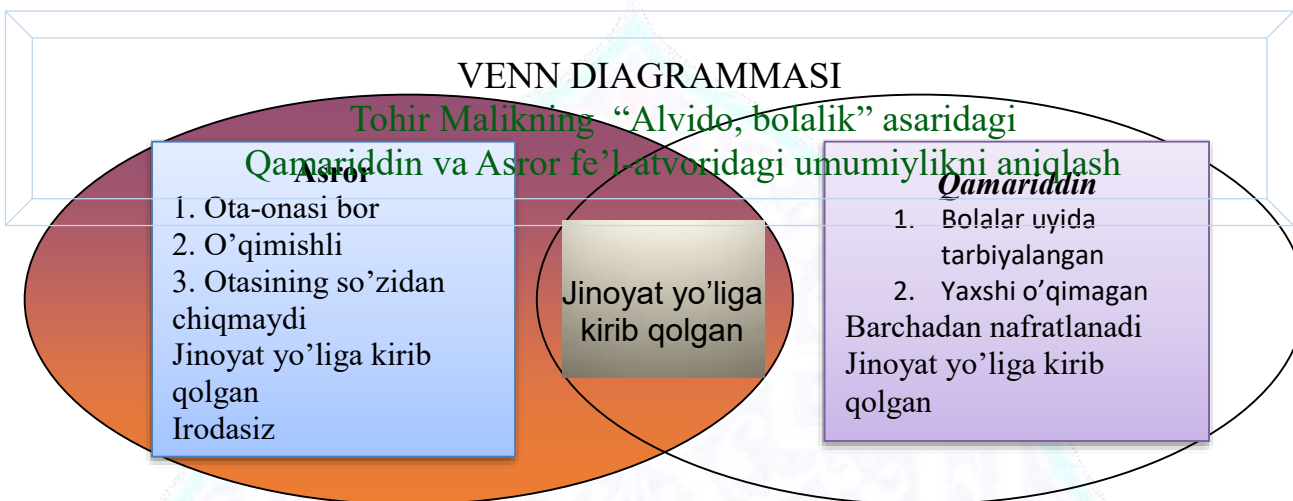 VENN DIAGRAMMASI
Tohir Malikning “Alvido, bolalik” asaridagi
Qamariddin va Asror fe’l-atvoridagi umumiylikni aniqlash
Asror
1. Ota-onasi bor
2. O’qimishli
3. Otasining so’zidan
chiqmaydi
Jinoyat yo’liga kirib
qolgan
Irodasiz
Jinoyat yo’liga
kirib qolgan
Qamariddin
1. Bolalar uyida
tarbiyalangan
2. Yaxshi o’qimagan
Barchadan nafratlanadi
Jinoyat yo’liga kirib
qolgan